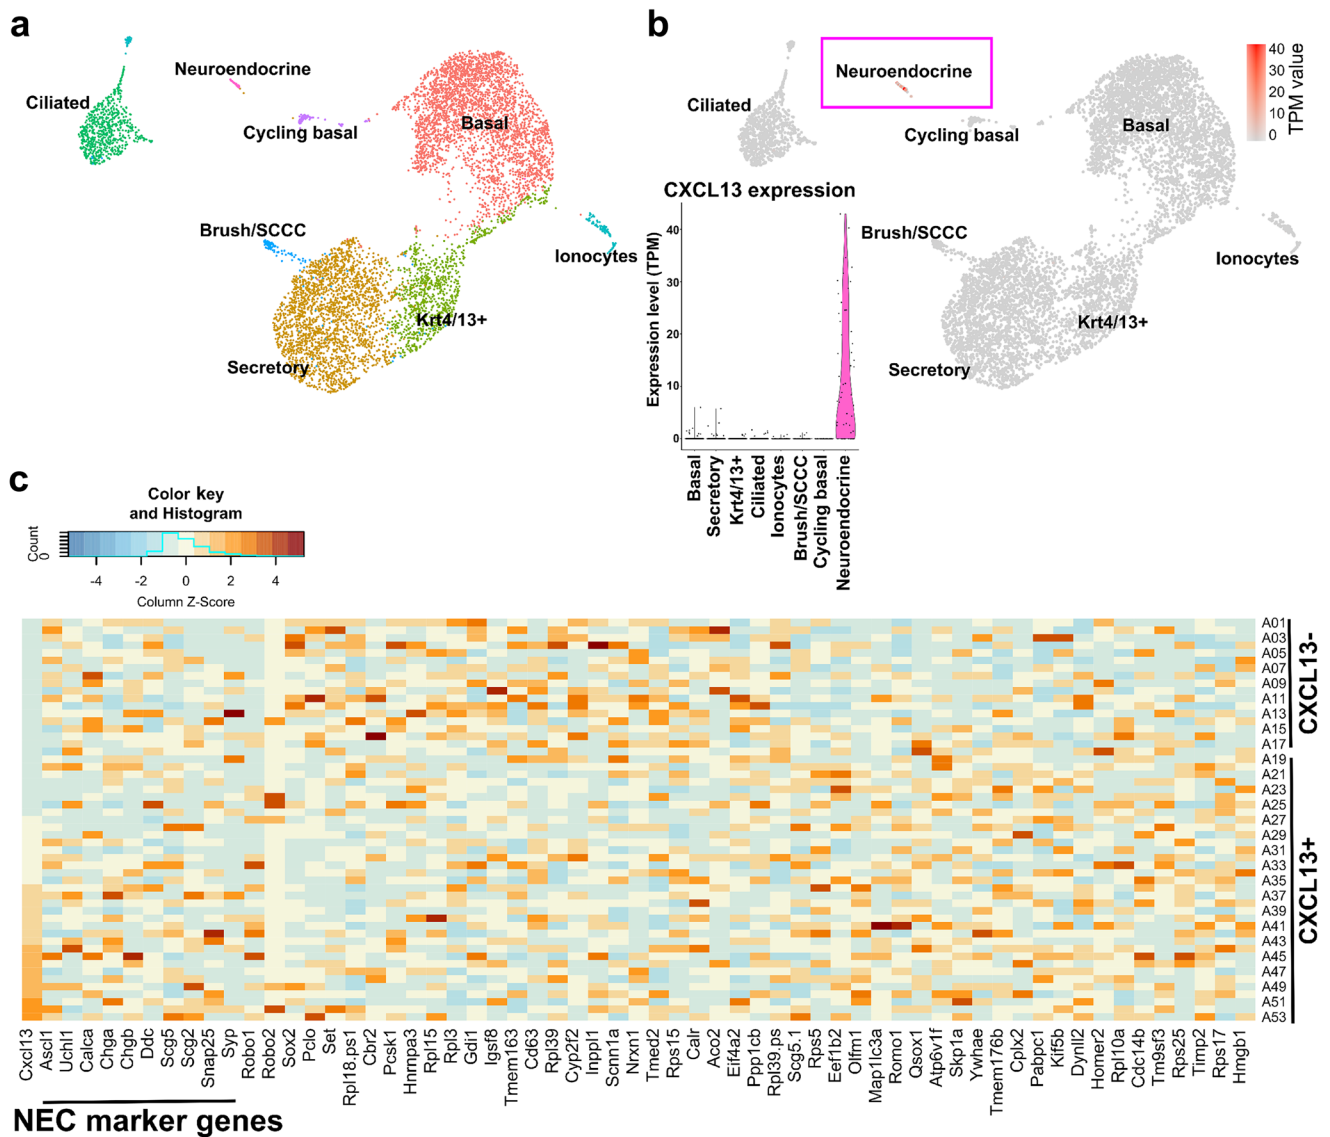 a
Ciliated
Neuroendocrine
Cycling basal
Basal
Brush/SCCC
Ionocytes
Krt4/13+
Secretory
b
Neuroendocrine
Ciliated
Cycling basal
Basal
40
30
20
10
0
TPM value
CXCL13 expression
Brush/SCCC
Ionocytes
Krt4/13+
Secretory
Expression level (TPM)
40
30
20
10
0
Basal
Secretory
Krt4/13+
Ciliated
Ionocytes
Brush/SCCC
Cycling basal
Neuroendocrine
c
Color key
and Histogram
Count
0
-4 -2 0 2 4
Column Z-Score
A01
A03
A05
A07
A09
A11
A13
A15
A17
A19
A21
A23
A25
A27
A29
A31
A33
A35
A37
A39
A41
A43
A45
A47
A49
A51
A53
CXCL13-
CXCL13+
Cxcl13
Ascl1
Uchl1
Calca
Chga
Chgb
Ddc
Scg5
Scg2
Snap25
Syp
Robo1
Robo2
Sox2
Pclo
Set
Rpl18.ps1
Cbr2
Pcsk1
Hnrnpa3
Rpl15
Rpl3
Gdi1
Igsf8
Tmem163
Cd63
Rpl39
Cyp2f2
Inppl1
Scnn1a
Nrxn1
Tmed2
Rps15
Calr
Aco2
Eif4a2
Ppp1cb
Rpl39.ps
Scg5.1
Rps5
Eef1b2
Olfm1
Map1lc3a
Romo1
Qsox1
Atp6v1f
Skp1a
Ywhae
Tmem176b
Cplx2
Pabpc1
Kif5b
Dynll2
Homer2
Rpl10a
Cdc14b
Tm9sf3
Rps25
Timp2
Rps17
Hmgb1
NEC marker genes